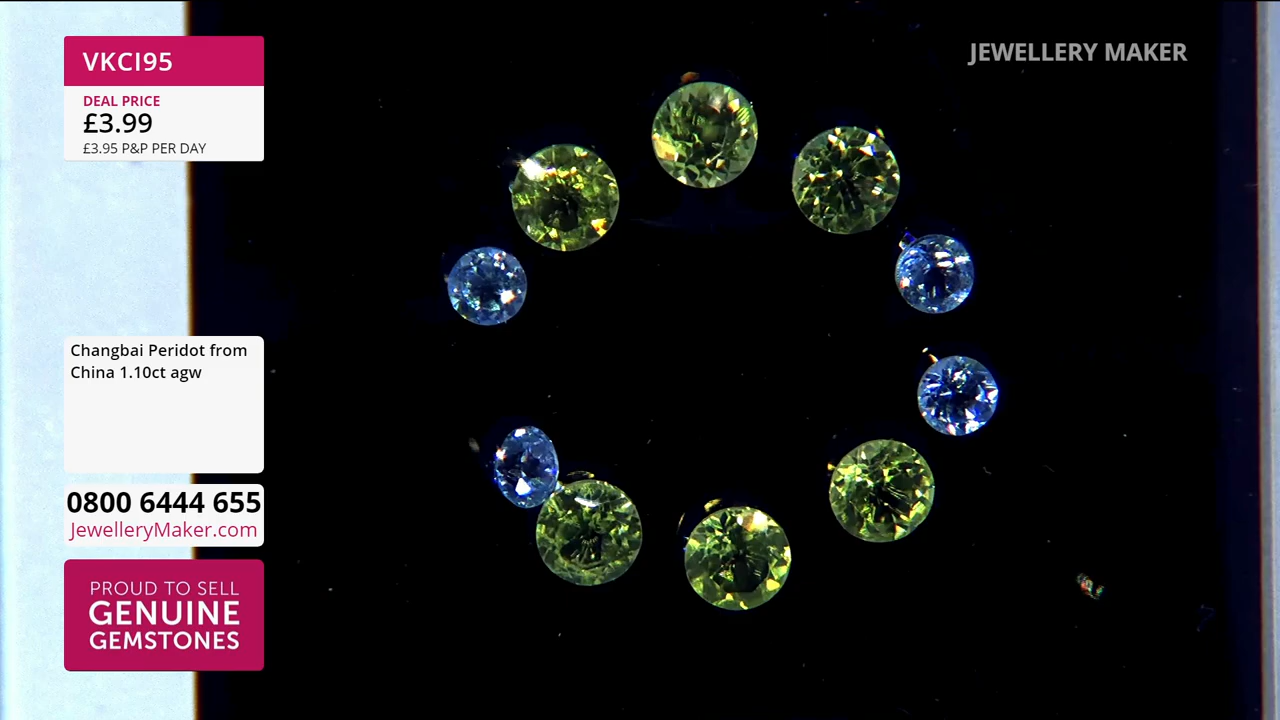 VKCI95
DEAL PRICE
£3.99
£3.95 P&P PER DAY
Changbai Peridot from
China 1.10ct agw
0800 6444 655
JewelleryMaker.com
PROUD TO SELL
GENUINE
GEMSTONES
JEWELLERY MAKER